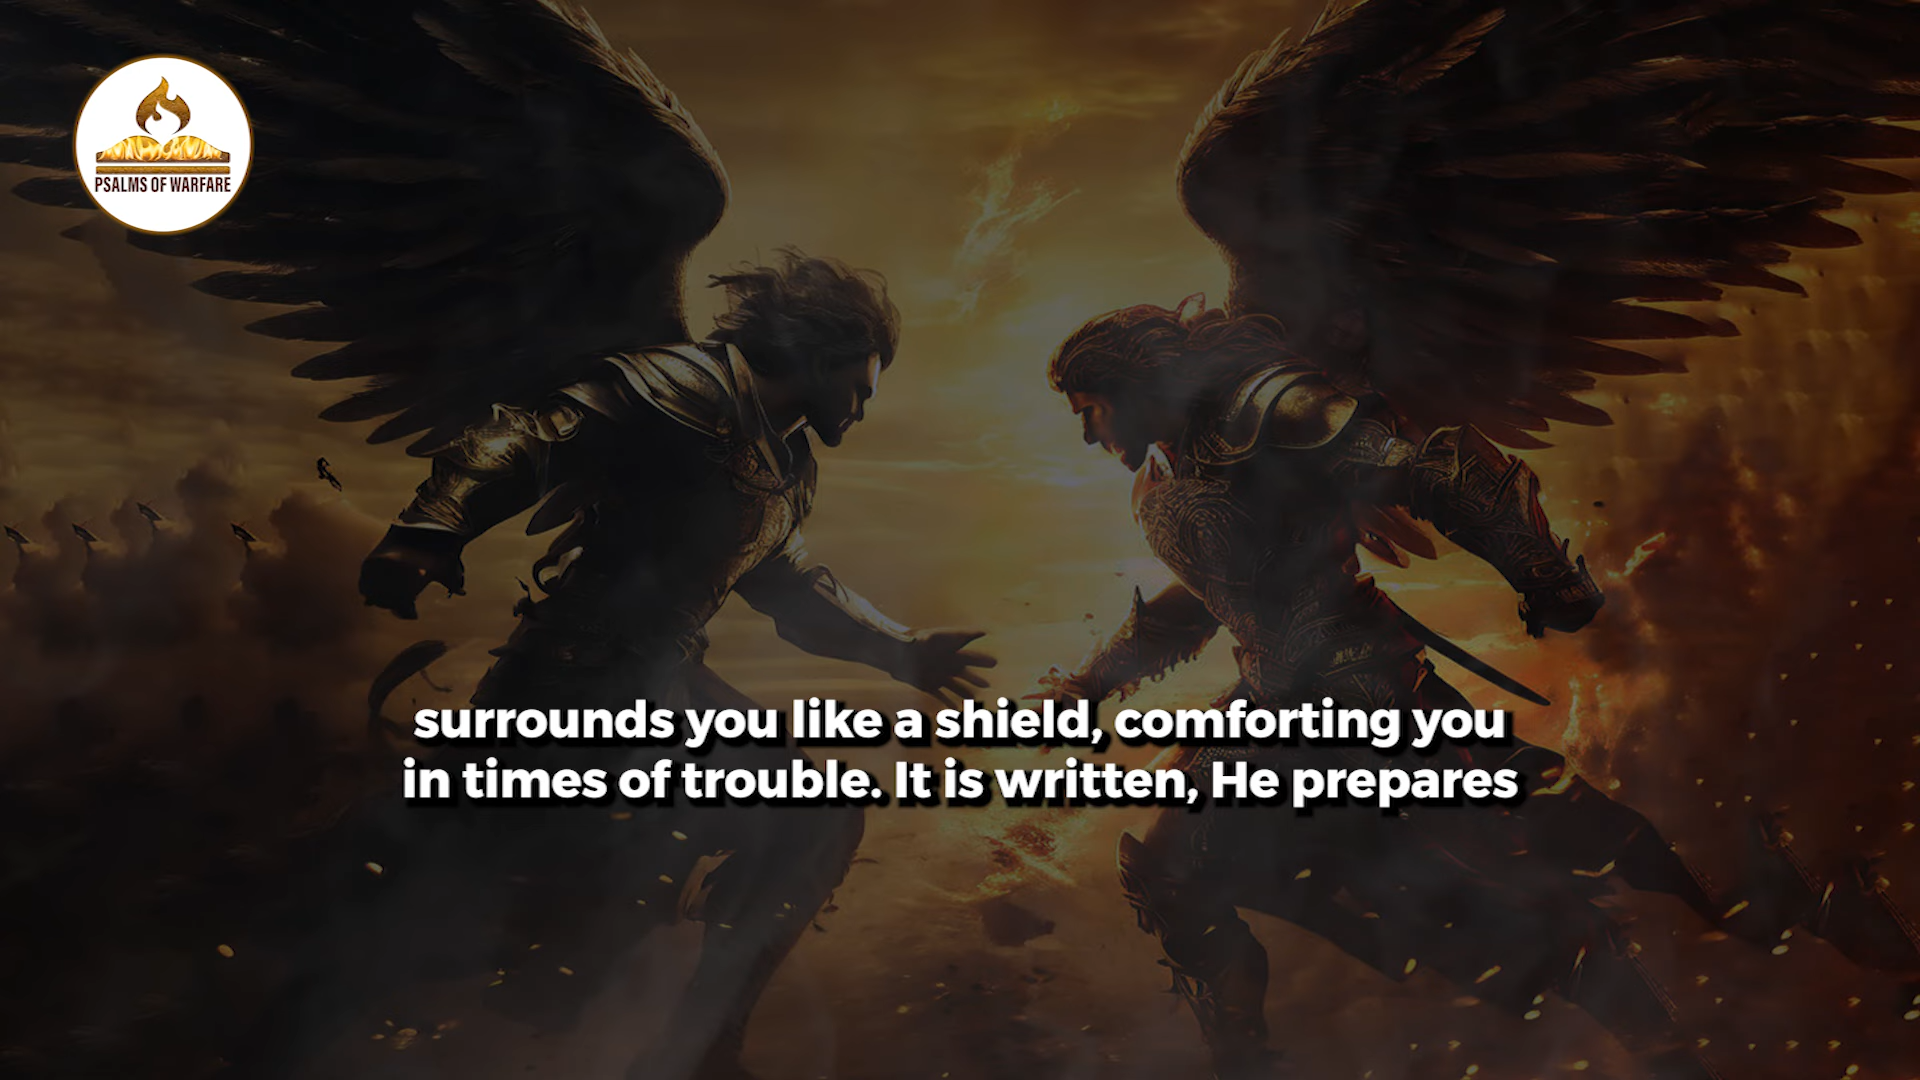 PSALMS OF WARFARE
surrounds you like a shield, comforting you
in times of trouble. It is written, He prepares